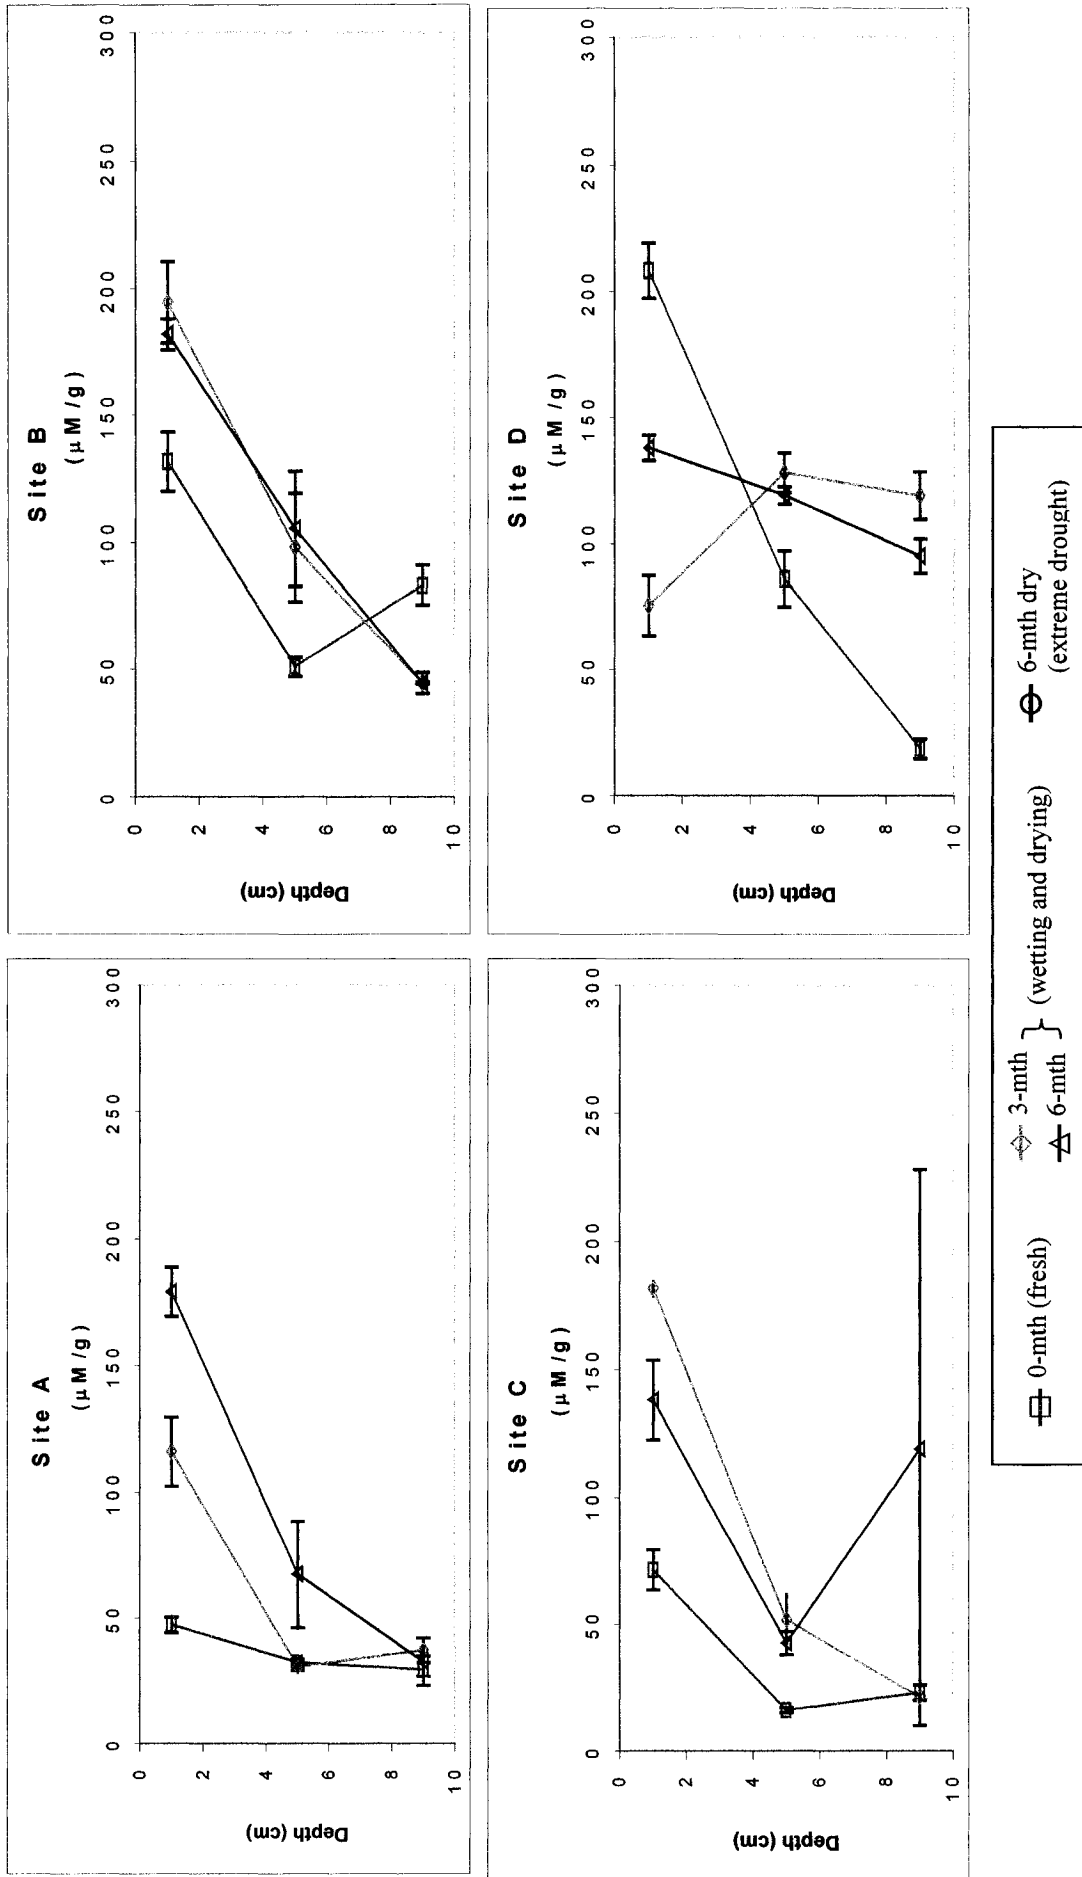 Site A
(µM/g)
0 50 100 150 200 250 300
0
2
4
6
8
10
Depth (cm)
Site B
(µM/g)
0 50 100 150 200 250 300
0
2
4
6
8
10
Depth (cm)
Site C
(µM/g)
0 50 100 150 200 250 300
0
2
4
6
8
10
Depth (cm)
Site D
(µM/g)
0 50 100 150 200 250 300
0
2
4
6
8
10
Depth (cm)
0-mth (fresh)
3-mth
6-mth
} (wetting and drying)
6-mth dry
(extreme drought)